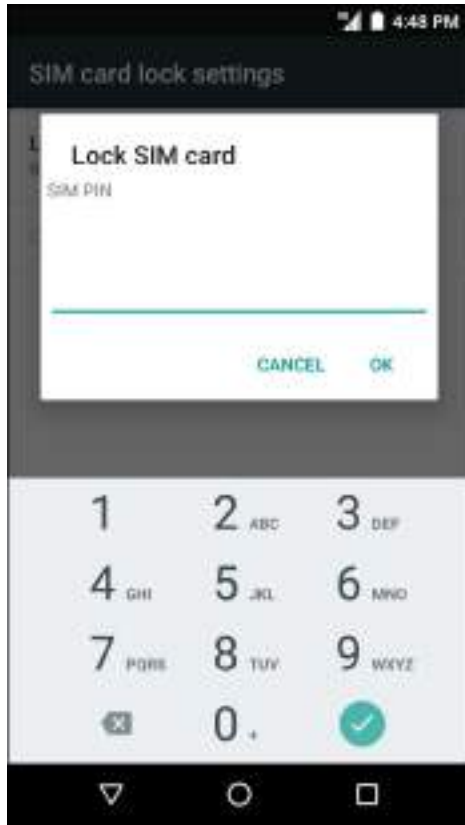 4:48 PM
SIM card lock settings
Lock SIM card
SIM PIN
CANCEL OK
1 2 ABC 3 DEF
4 GHI 5 JKL 6 MNO
7 PQRS 8 TUV 9 WXYZ
0 +